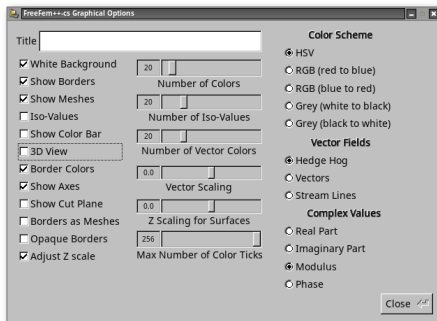 FreeFem++-cs Graphical Options
Title
White Background
Show Borders
Show Meshes
Iso-Values
Show Color Bar
3D View
Border Colors
Show Axes
Show Cut Plane
Borders as Meshes
Opaque Borders
Adjust Z scale
20
Number of Colors
20
Number of Iso-Values
20
Number of Vector Colors
0.0
Vector Scaling
0.0
Z Scaling for Surfaces
256
Max Number of Color Ticks
Color Scheme
HSV
RGB (red to blue)
RGB (blue to red)
Grey (white to black)
Grey (black to white)
Vector Fields
Hedge Hog
Vectors
Stream Lines
Complex Values
Real Part
Imaginary Part
Modulus
Phase
Close